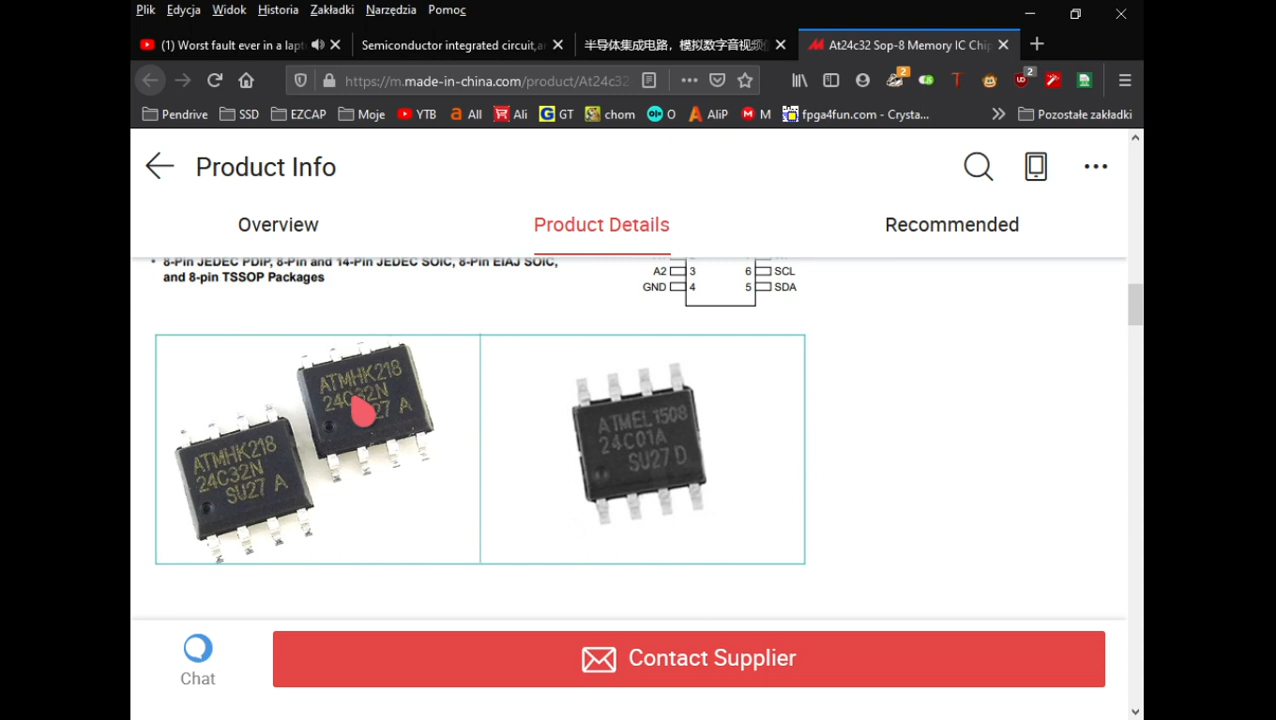 Plik Edycja Widok Historia Zakładki Narzędzia Pomoc
(1) Worst fault ever in a lapt Semiconductor integrated circuit,a 半导体集成电路，模拟数字音视频 At24c32 Sop-8 Memory IC Chip
https://m.made-in-china.com/product/At24c32 2 2
Pendrive SSD EZCAP Moje YTB All Ali GT chom O AliP M fpga4fun.com - Crysta... Pozostałe zakładki
Product Info
Overview Product Details Recommended
• 8-Pin JEDEC PDIP, 8-Pin and 14-Pin JEDEC SOIC, 8-Pin EIAJ SOIC,
and 8-pin TSSOP Packages
A2 3 6 SCL
GND 4 5 SDA
ATMHK218
24C32N
27 A
ATMHK218
24C32N
SU27 A
ATMEL1508
24C01A
SU27 D
Contact Supplier
Chat